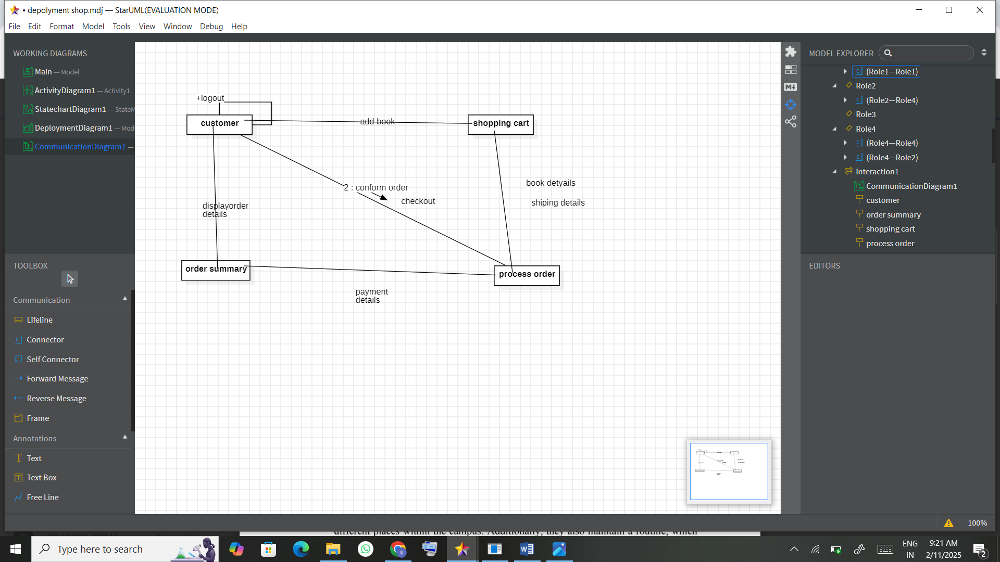 • depolyment shop.mdj — StarUML(EVALUATION MODE)
File Edit Format Model Tools View Window Debug Help
WORKING DIAGRAMS
Main — Model
ActivityDiagram1 — Activity1
StatechartDiagram1 — StateM
DeploymentDiagram1 — Mod
CommunicationDiagram1 —
TOOLBOX
Communication
Lifeline
Connector
Self Connector
Forward Message
Reverse Message
Frame
Annotations
Text
Text Box
Free Line
+logout
customer
add book
shopping cart
2 : conform order
checkout
book detyails
shiping details
displayorder
details
order summary
process order
payment
details
MODEL EXPLORER
(Role1—Role1)
Role2
(Role2—Role4)
Role3
Role4
(Role4—Role4)
(Role4—Role2)
Interaction1
CommunicationDiagram1
customer
order summary
shopping cart
process order
EDITORS
100%
different places within the campus. Additionally, they also maintain a routine, which
Type here to search
ENG
IN
9:21 AM
2/11/2025
2